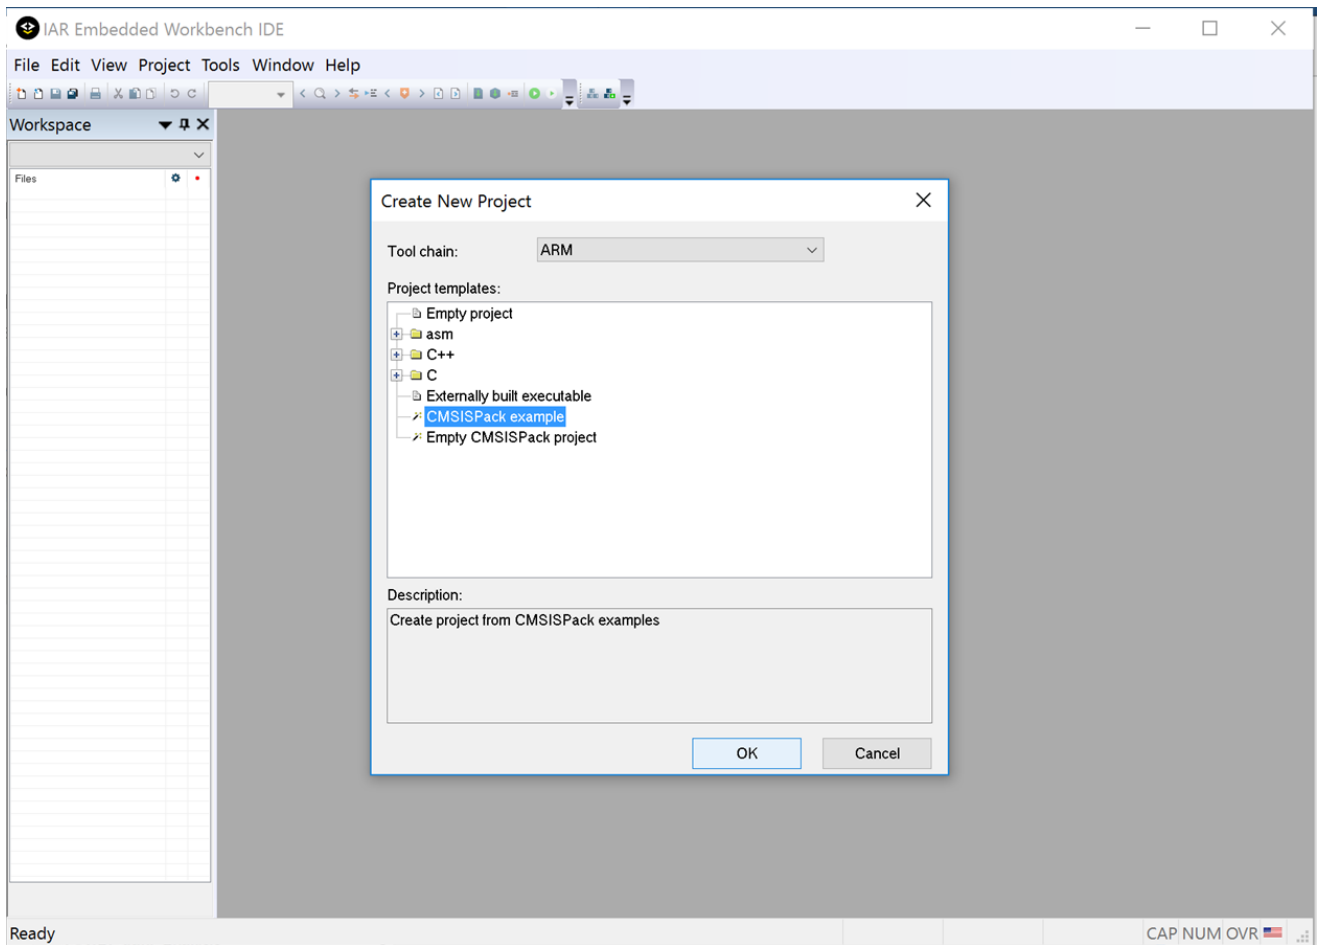 IAR Embedded Workbench IDE
File Edit View Project Tools Window Help
Workspace
Files
Create New Project
Tool chain: ARM
Project templates:
Empty project
asm
C++
C
Externally built executable
CMSISPack example
Empty CMSISPack project
Description:
Create project from CMSISPack examples
OK Cancel
Ready CAP NUM OVR